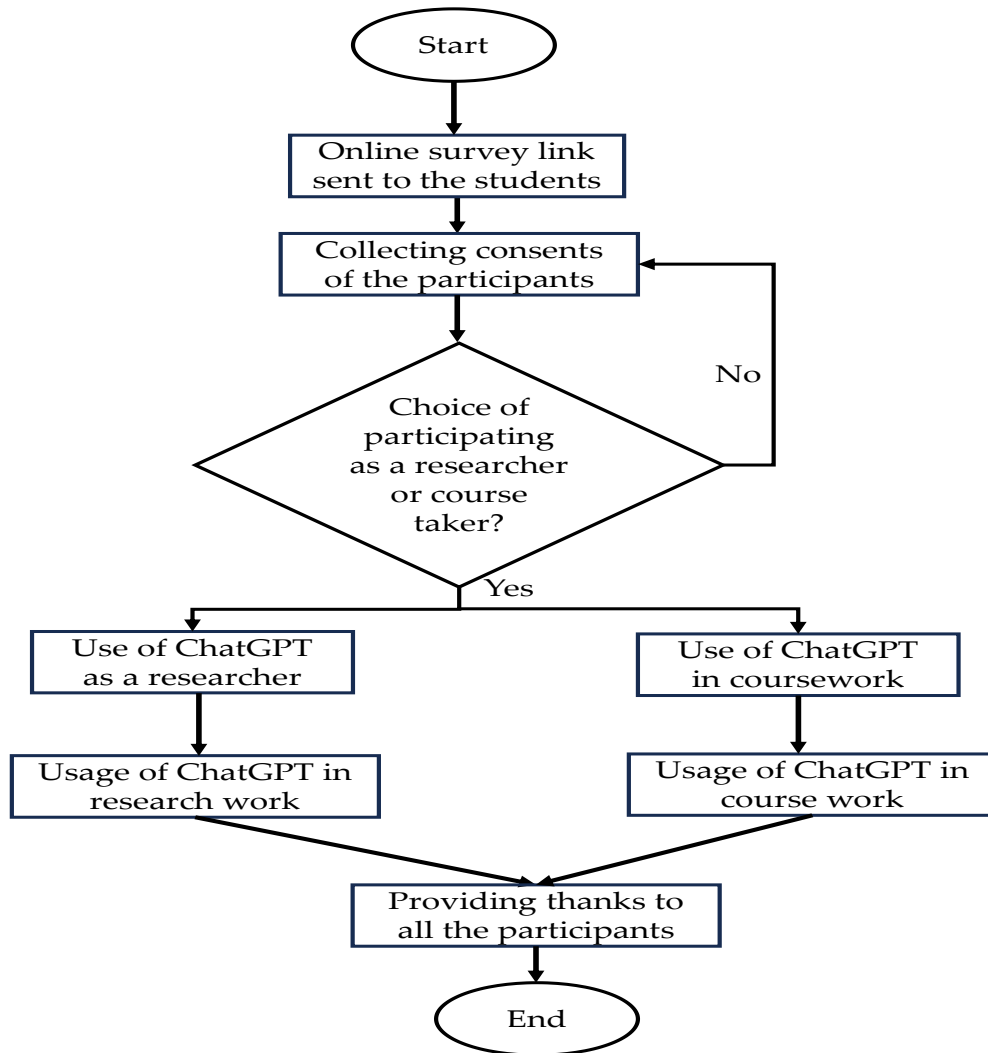 Start
Online survey link
sent to the students
Collecting consents
of the participants
No
Choice of
participating
as a researcher
or course
taker?
Yes
Use of ChatGPT
as a researcher
Use of ChatGPT
in coursework
Usage of ChatGPT in
research work
Usage of ChatGPT in
course work
Providing thanks to
all the participants
End